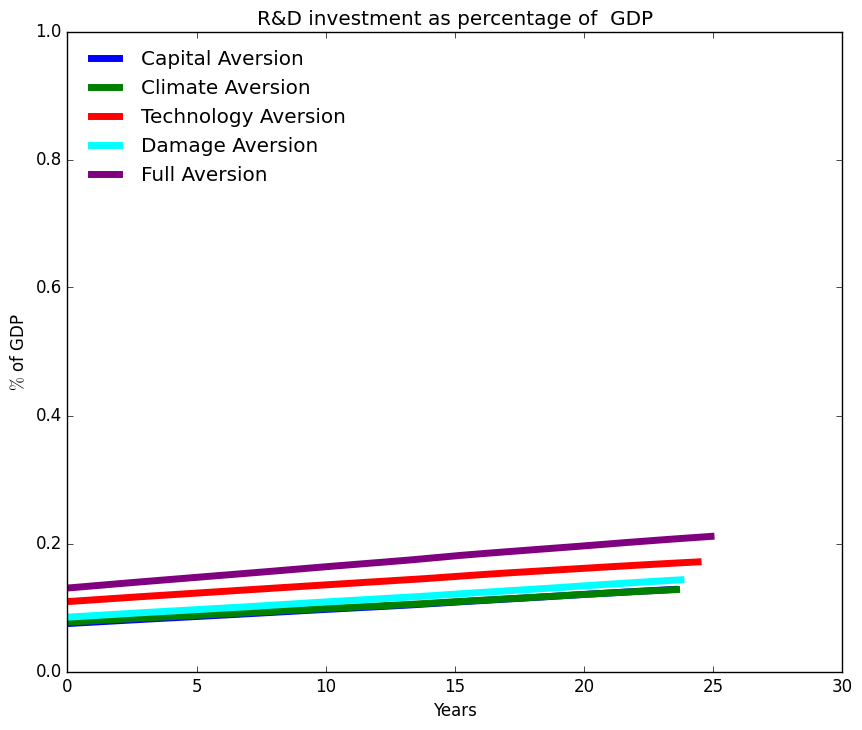 R&D investment as percentage of  GDP
1.0
0.8
0.6
0.4
0.2
0.0
% of GDP
Capital Aversion
Climate Aversion
Technology Aversion
Damage Aversion
Full Aversion
0 5 10 15 20 25 30
Years